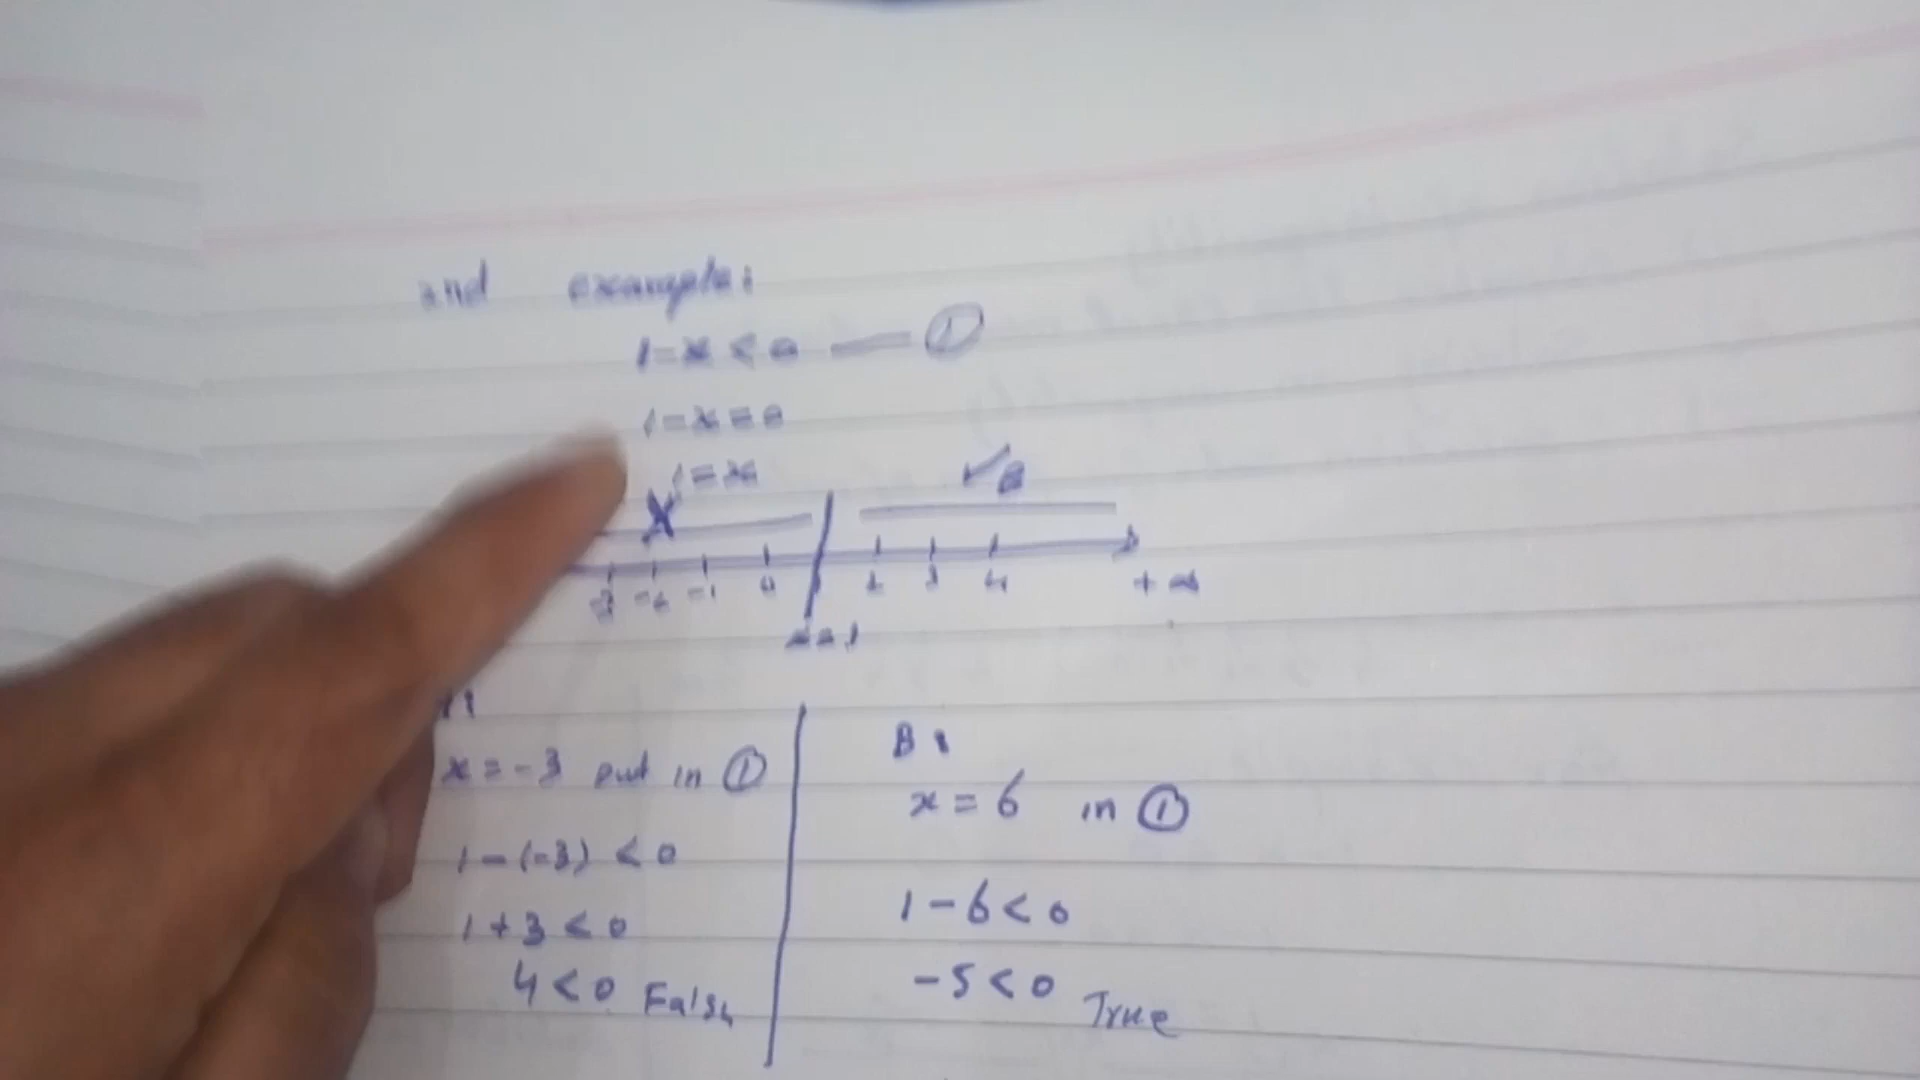 2nd example:
1-x < 0 — ①
1-x = 0
1 = x
X ✓B
-3 -2 -1 0 2 3 4 +∞
x=1
x = -3 put in ①
1-(-3) < 0
1+3 < 0
4 < 0 False
B:
x = 6 in ①
1-6 < 0
-5 < 0 True